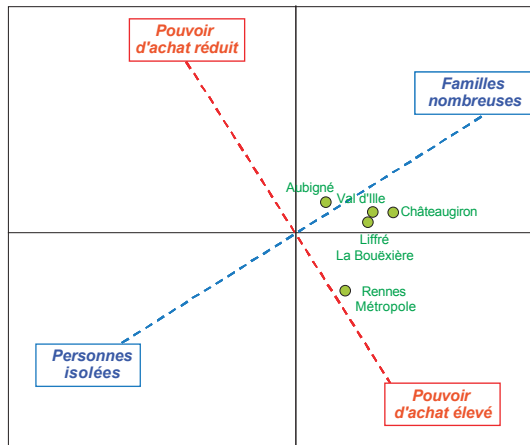 Pouvoir
d'achat réduit
Familles
nombreuses
Aubigné
Val d'Ille
Châteaugiron
Liffré
La Bouëxière
Rennes
Métropole
Personnes
isolées
Pouvoir
d'achat élevé